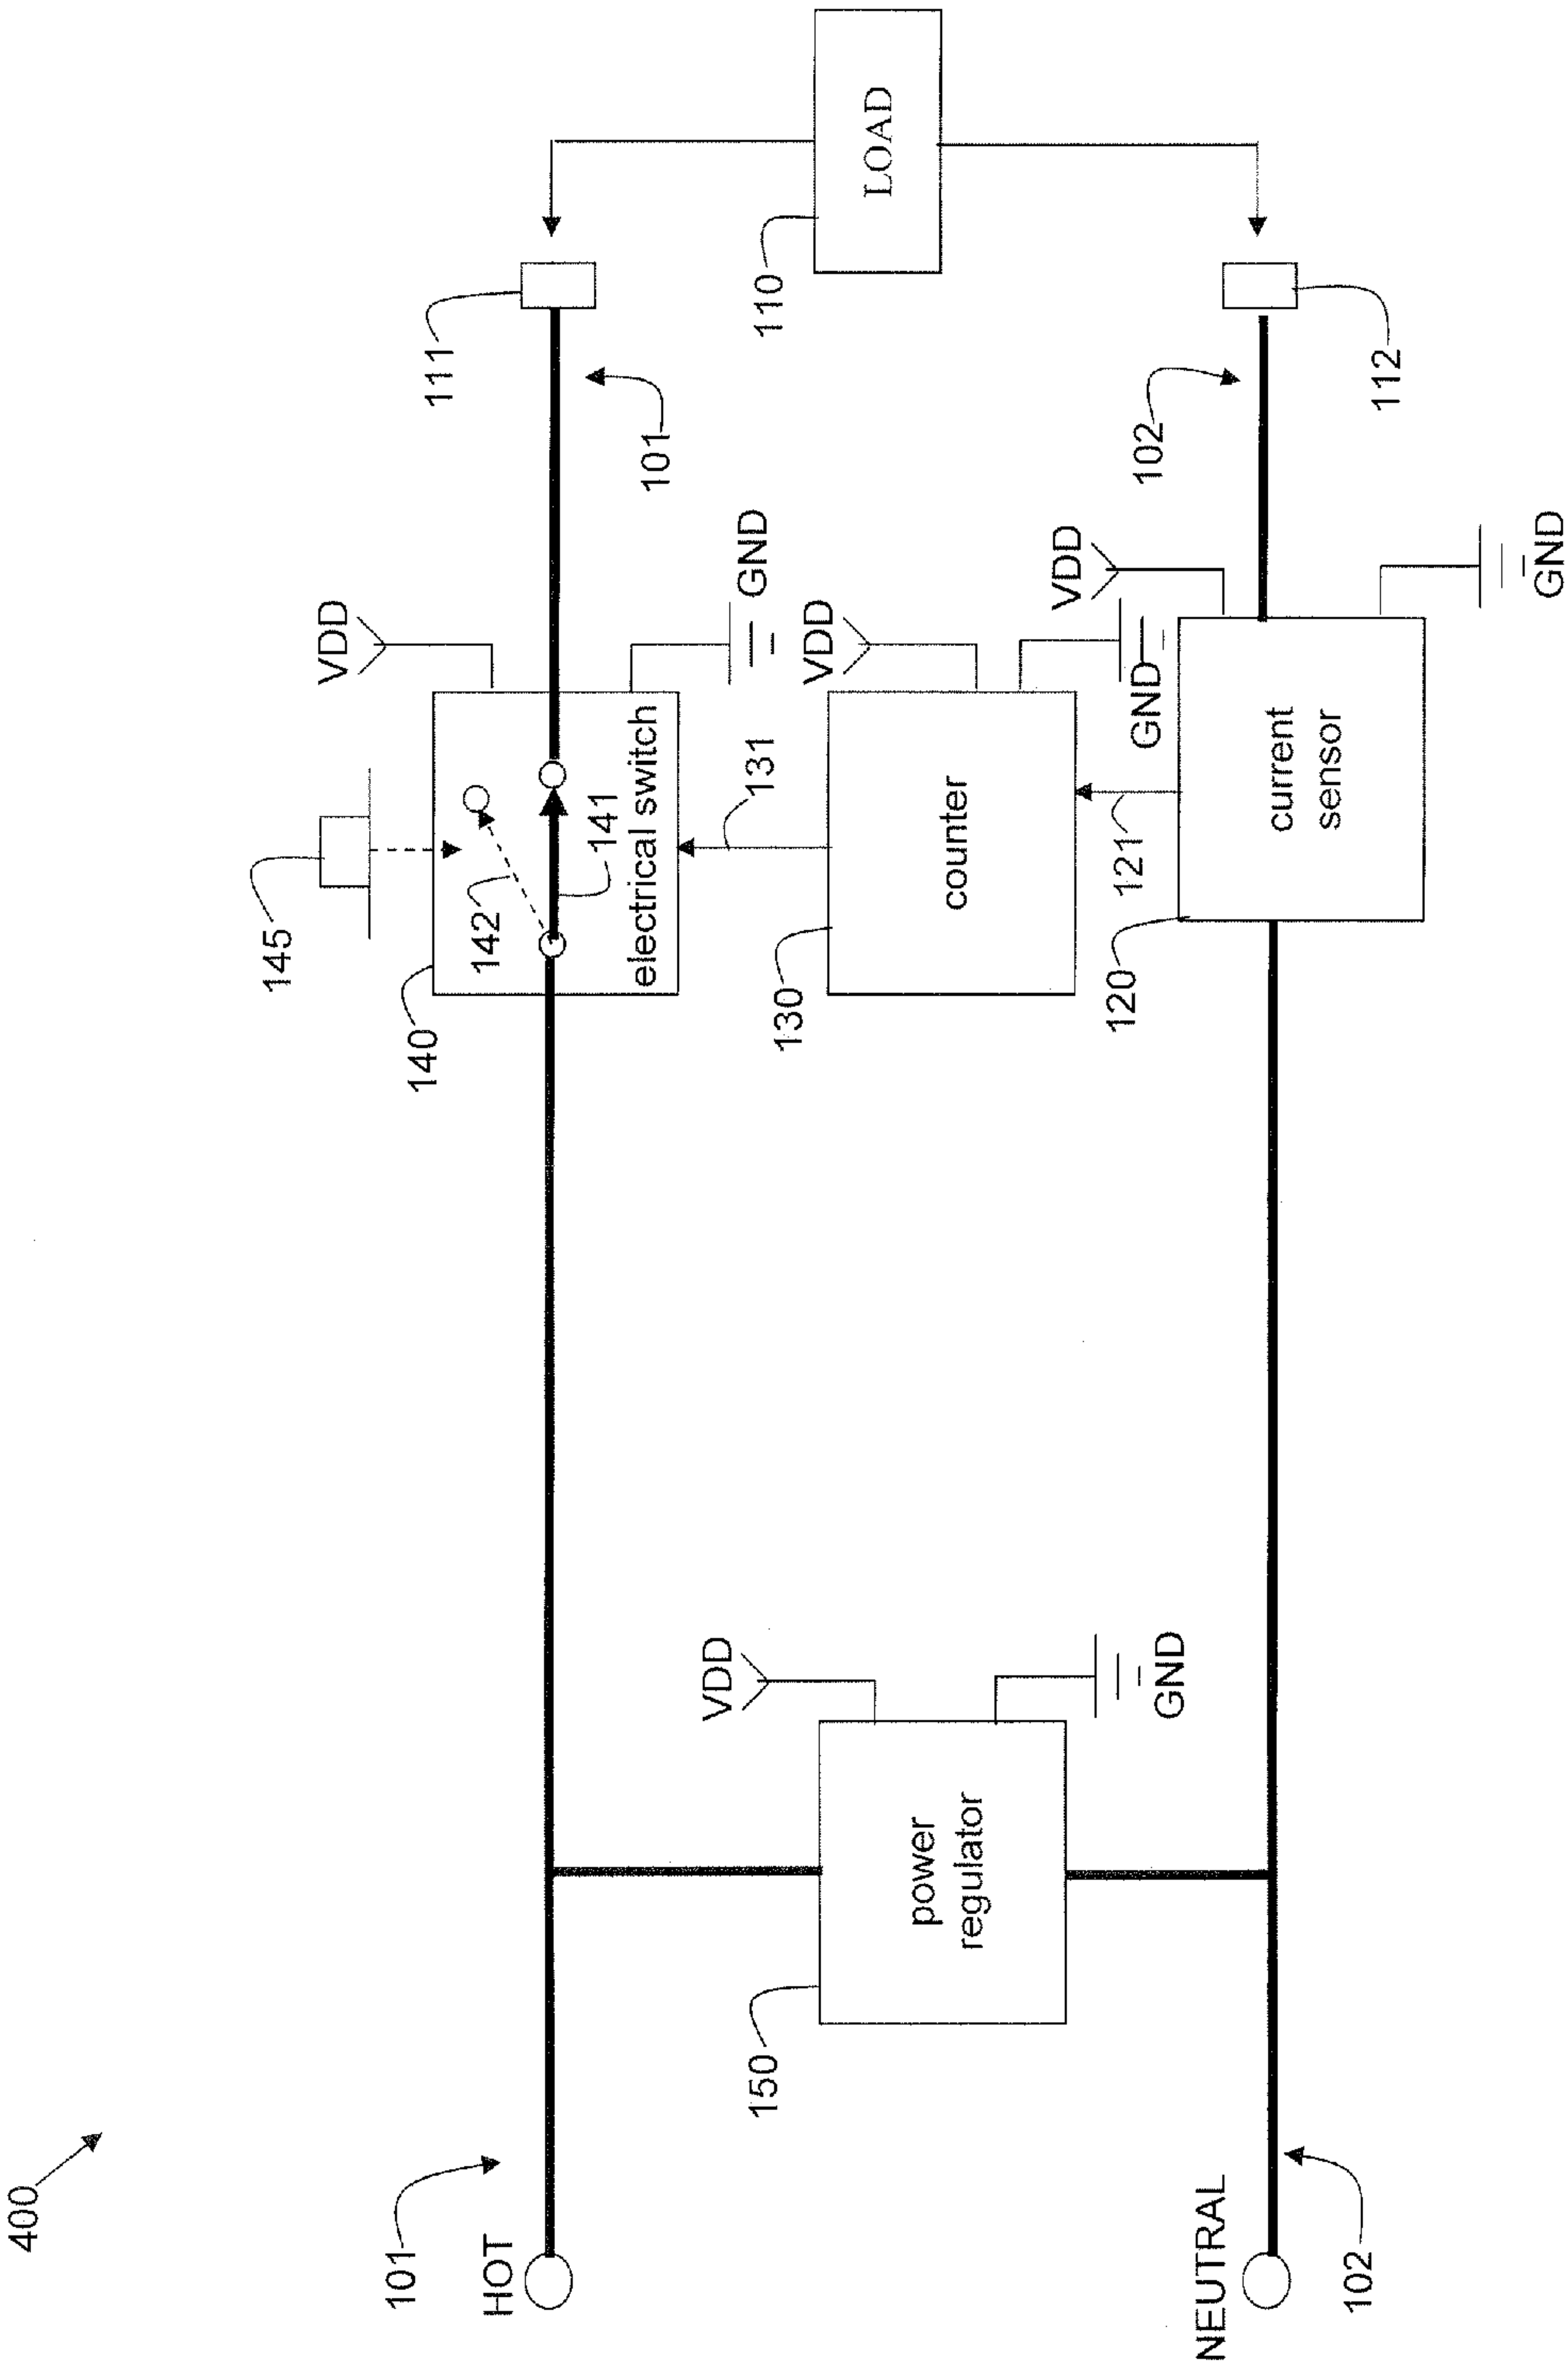 400
101
HOT
NEUTRAL
102
150
power
regulator
VDD
GND
145
140
142
141
electrical switch
VDD
GND
131
130
counter
VDD
GND
121
120
current
sensor
VDD
GND
111
101
102
112
110
LOAD